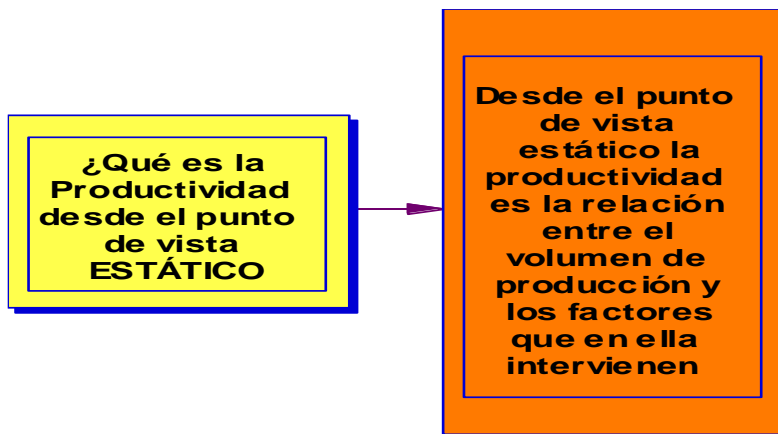 ¿Qué es la
Productividad
desde el punto
de vista
ESTÁTICO
Desde el punto
de vista
estático la
productividad
es la relación
entre el
volumen de
producción y
los factores
que en ella
intervienen